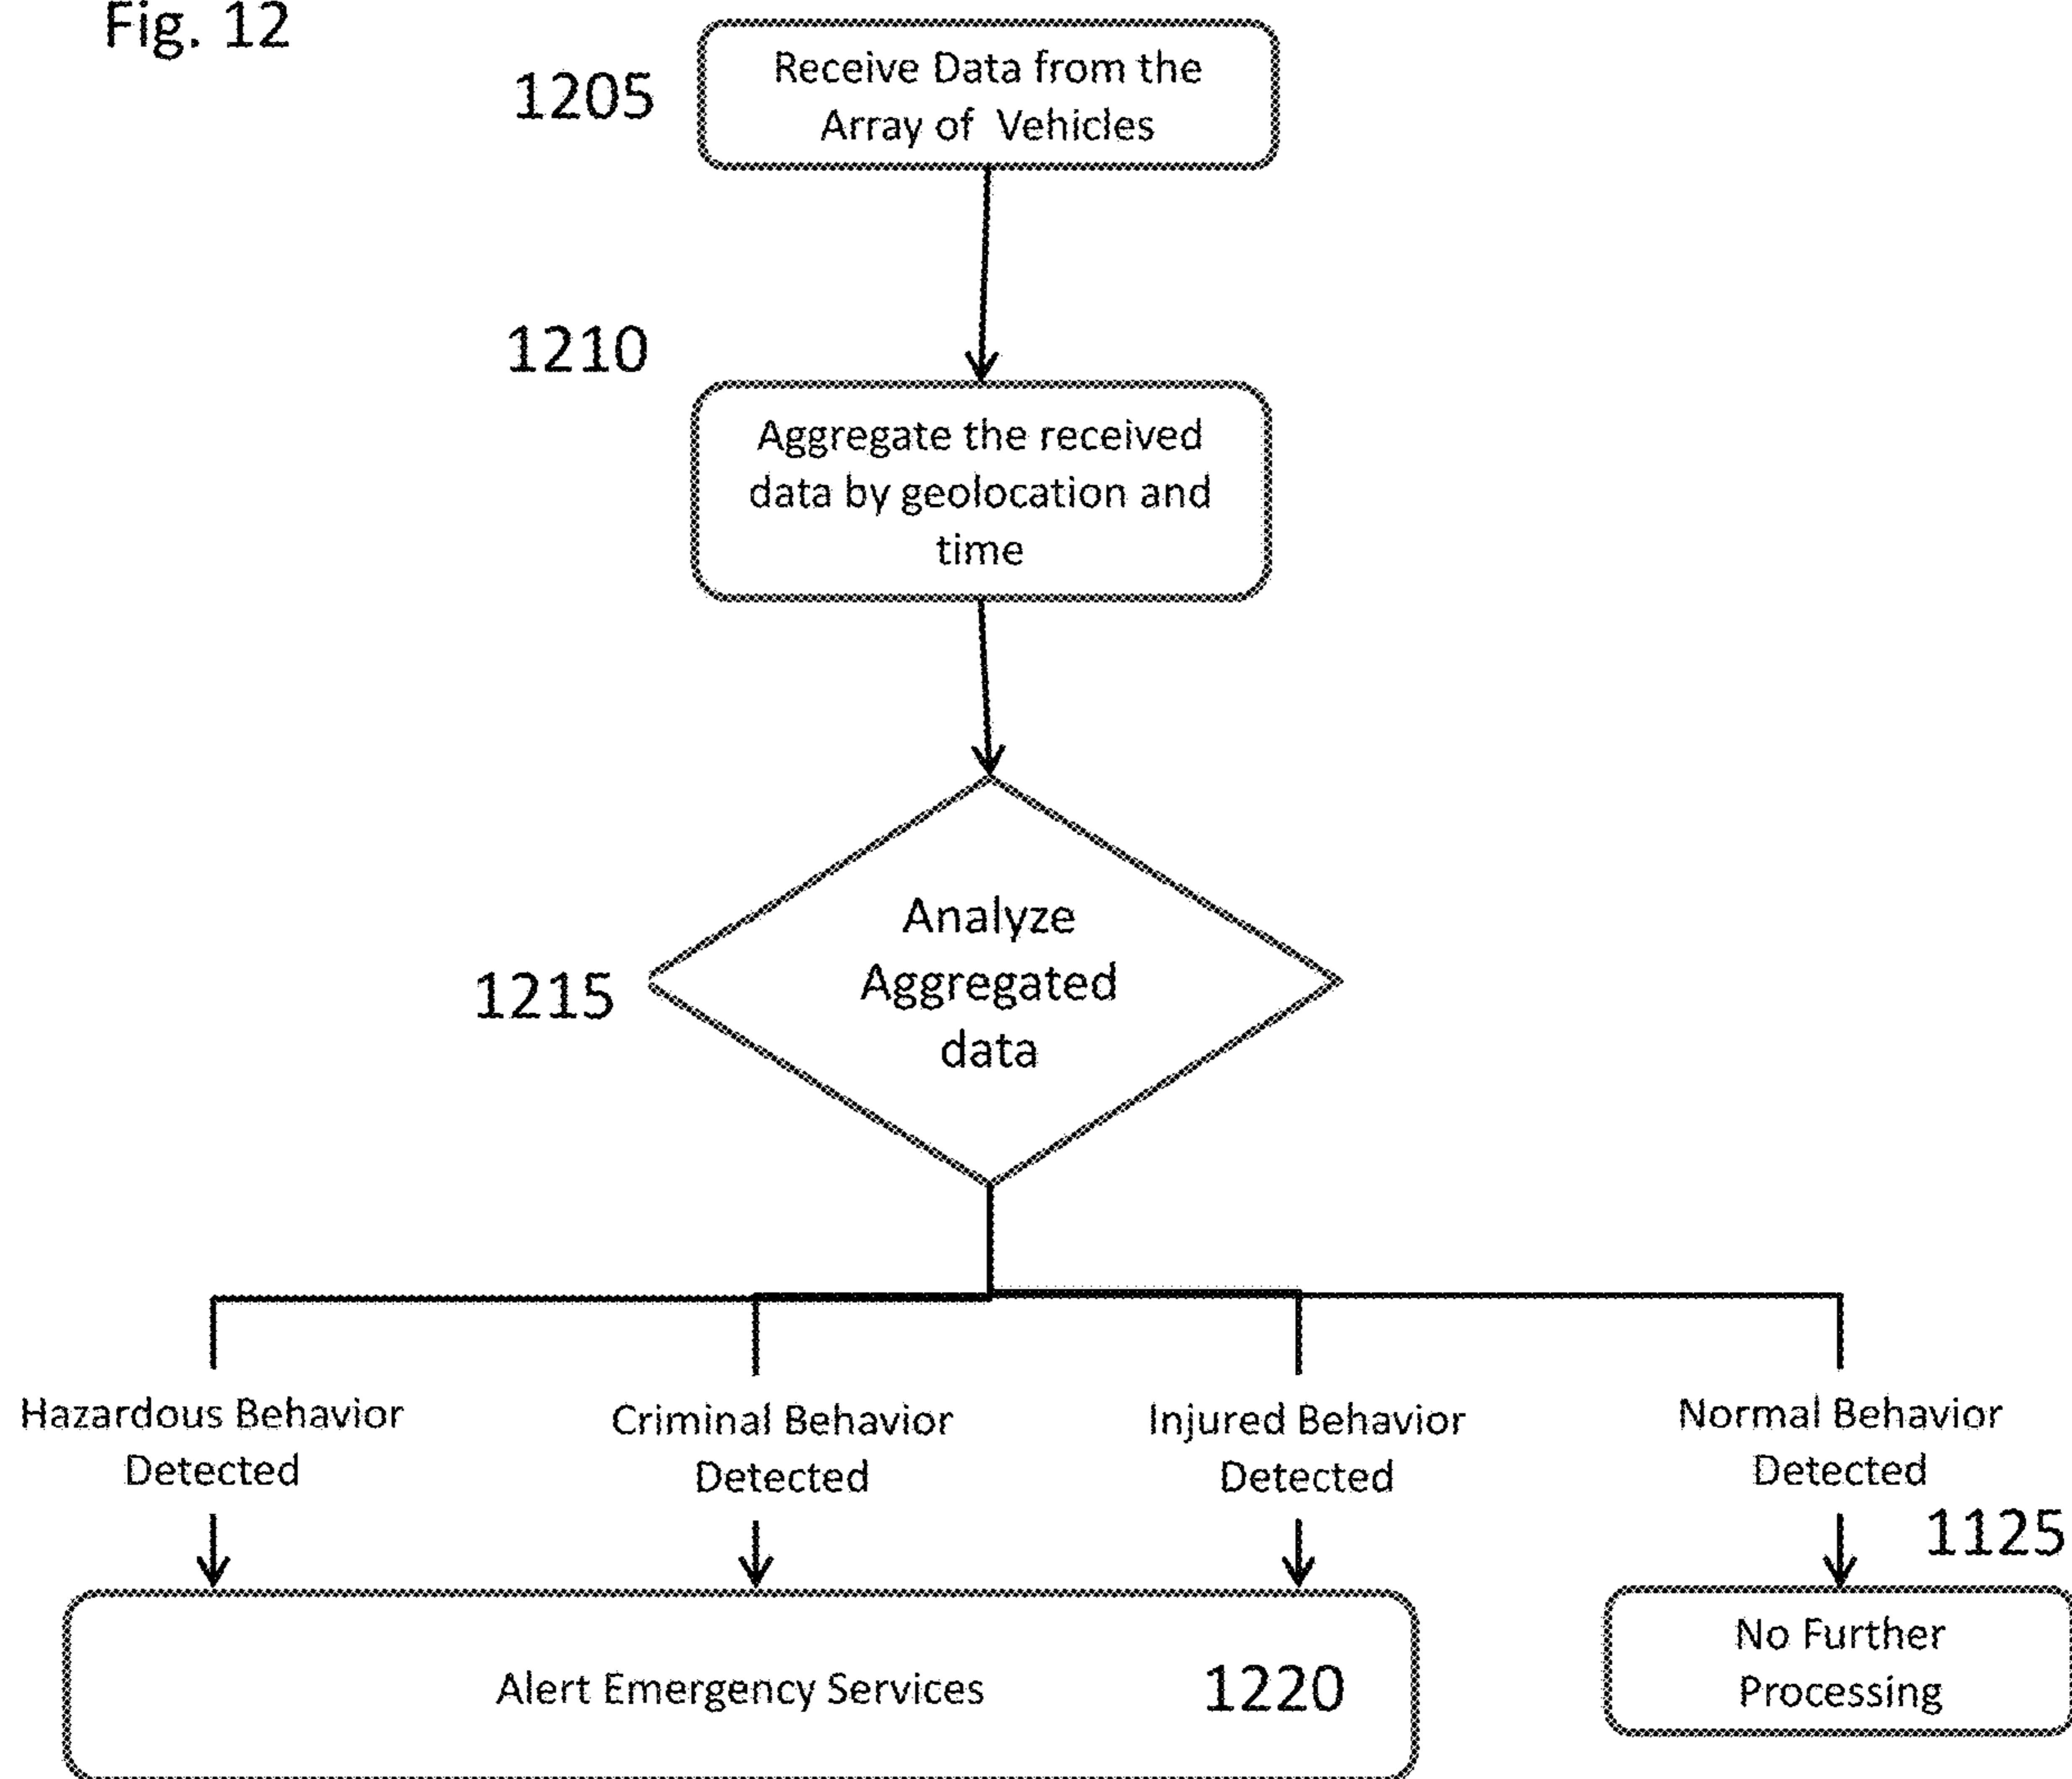 Fig. 12
1205
Receive Data from the
Array of Vehicles
1210
Aggregate the received
data by geolocation and
time
1215
Analyze
Aggregated
data
Hazardous Behavior
Detected
Criminal Behavior
Detected
Injured Behavior
Detected
Normal Behavior
Detected
1125
Alert Emergency Services
1220
No Further
Processing